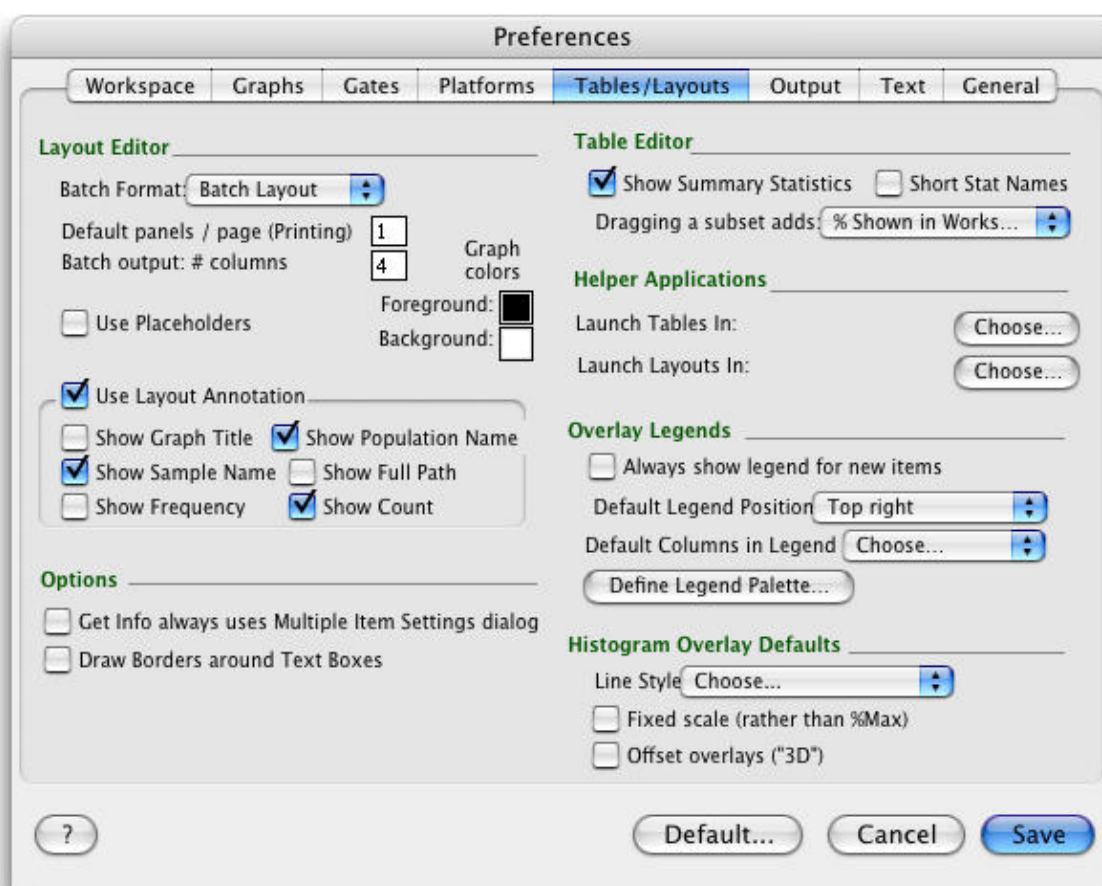 Preferences
Workspace Graphs Gates Platforms Tables/Layouts Output Text General
Layout Editor
Batch Format: Batch Layout
Default panels / page (Printing) 1
Batch output: # columns 4
Graph colors
Foreground:
Background:
Use Placeholders
Use Layout Annotation
Show Graph Title Show Population Name
Show Sample Name Show Full Path
Show Frequency Show Count
Options
Get Info always uses Multiple Item Settings dialog
Draw Borders around Text Boxes
Table Editor
Show Summary Statistics Short Stat Names
Dragging a subset adds: % Shown in Works...
Helper Applications
Launch Tables In: Choose...
Launch Layouts In: Choose...
Overlay Legends
Always show legend for new items
Default Legend Position Top right
Default Columns in Legend Choose...
Define Legend Palette...
Histogram Overlay Defaults
Line Style Choose...
Fixed scale (rather than %Max)
Offset overlays ("3D")
? Default... Cancel Save